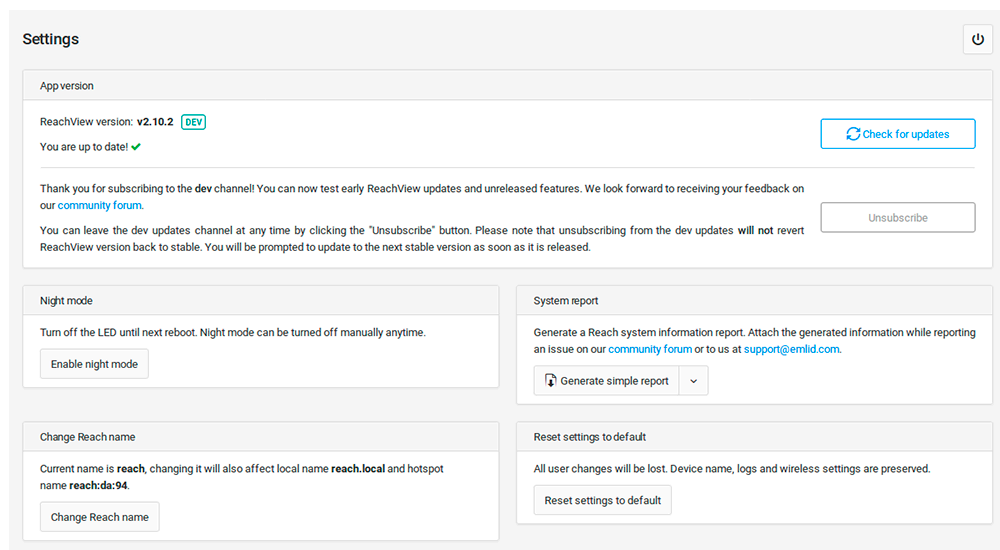 Settings
App version
ReachView version: v2.10.2 DEV
You are up to date!
Check for updates
Thank you for subscribing to the dev channel! You can now test early ReachView updates and unreleased features. We look forward to receiving your feedback on
our community forum.
You can leave the dev updates channel at any time by clicking the "Unsubscribe" button. Please note that unsubscribing from the dev updates will not revert
ReachView version back to stable. You will be prompted to update to the next stable version as soon as it is released.
Unsubscribe
Night mode
Turn off the LED until next reboot. Night mode can be turned off manually anytime.
Enable night mode
System report
Generate a Reach system information report. Attach the generated information while reporting
an issue on our community forum or to us at support@emlid.com.
Generate simple report
Change Reach name
Current name is reach, changing it will also affect local name reach.local and hotspot
name reach:da:94.
Change Reach name
Reset settings to default
All user changes will be lost. Device name, logs and wireless settings are preserved.
Reset settings to default